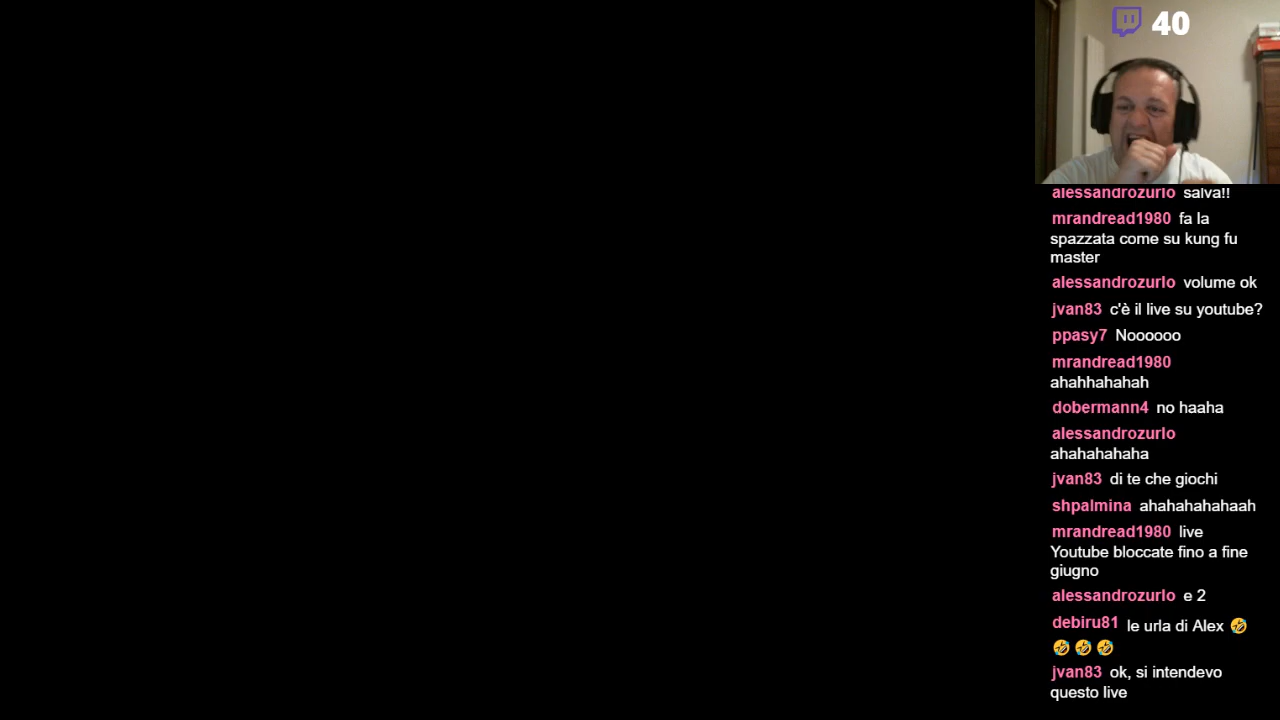 40
alessandrozurlo salva!!
mrandread1980 fa la
spazzata come su kung fu
master
alessandrozurlo volume ok
jvan83 c'è il live su youtube?
ppasy7 Noooooo
mrandread1980
ahahhahahah
dobermann4 no haaha
alessandrozurlo
ahahahahaha
jvan83 di te che giochi
shpalmina ahahahahahaah
mrandread1980 live
Youtube bloccate fino a fine
giugno
alessandrozurlo e 2
debiru81 le urla di Alex 🤣
🤣 🤣 🤣
jvan83 ok, si intendevo
questo live